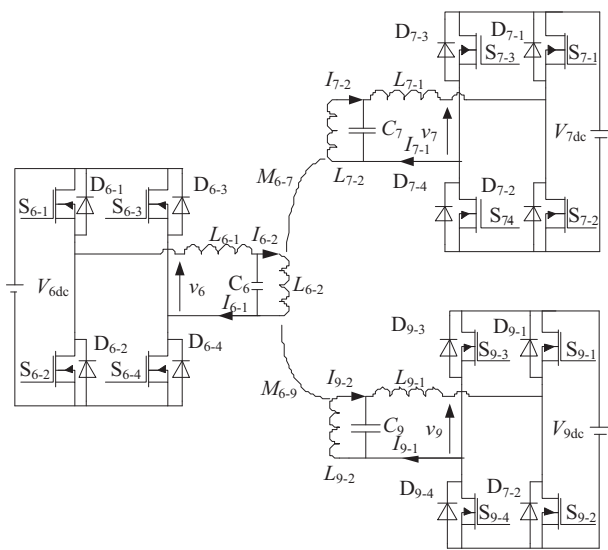 D7-3
D7-1
S7-3
S7-1
I7-2
L7-1
C7
v7
V7dc
I7-1
L7-2
D7-4
D7-2
S74
S7-2
M6-7
D6-1
D6-3
S6-1
S6-3
L6-1
I6-2
V6dc
v6
C6
L6-2
I6-1
D6-2
D6-4
S6-2
S6-4
M6-9
D9-3
D9-1
S9-3
S9-1
I9-2
L9-1
C9
v9
V9dc
I9-1
L9-2
D9-4
D7-2
S9-4
S9-2